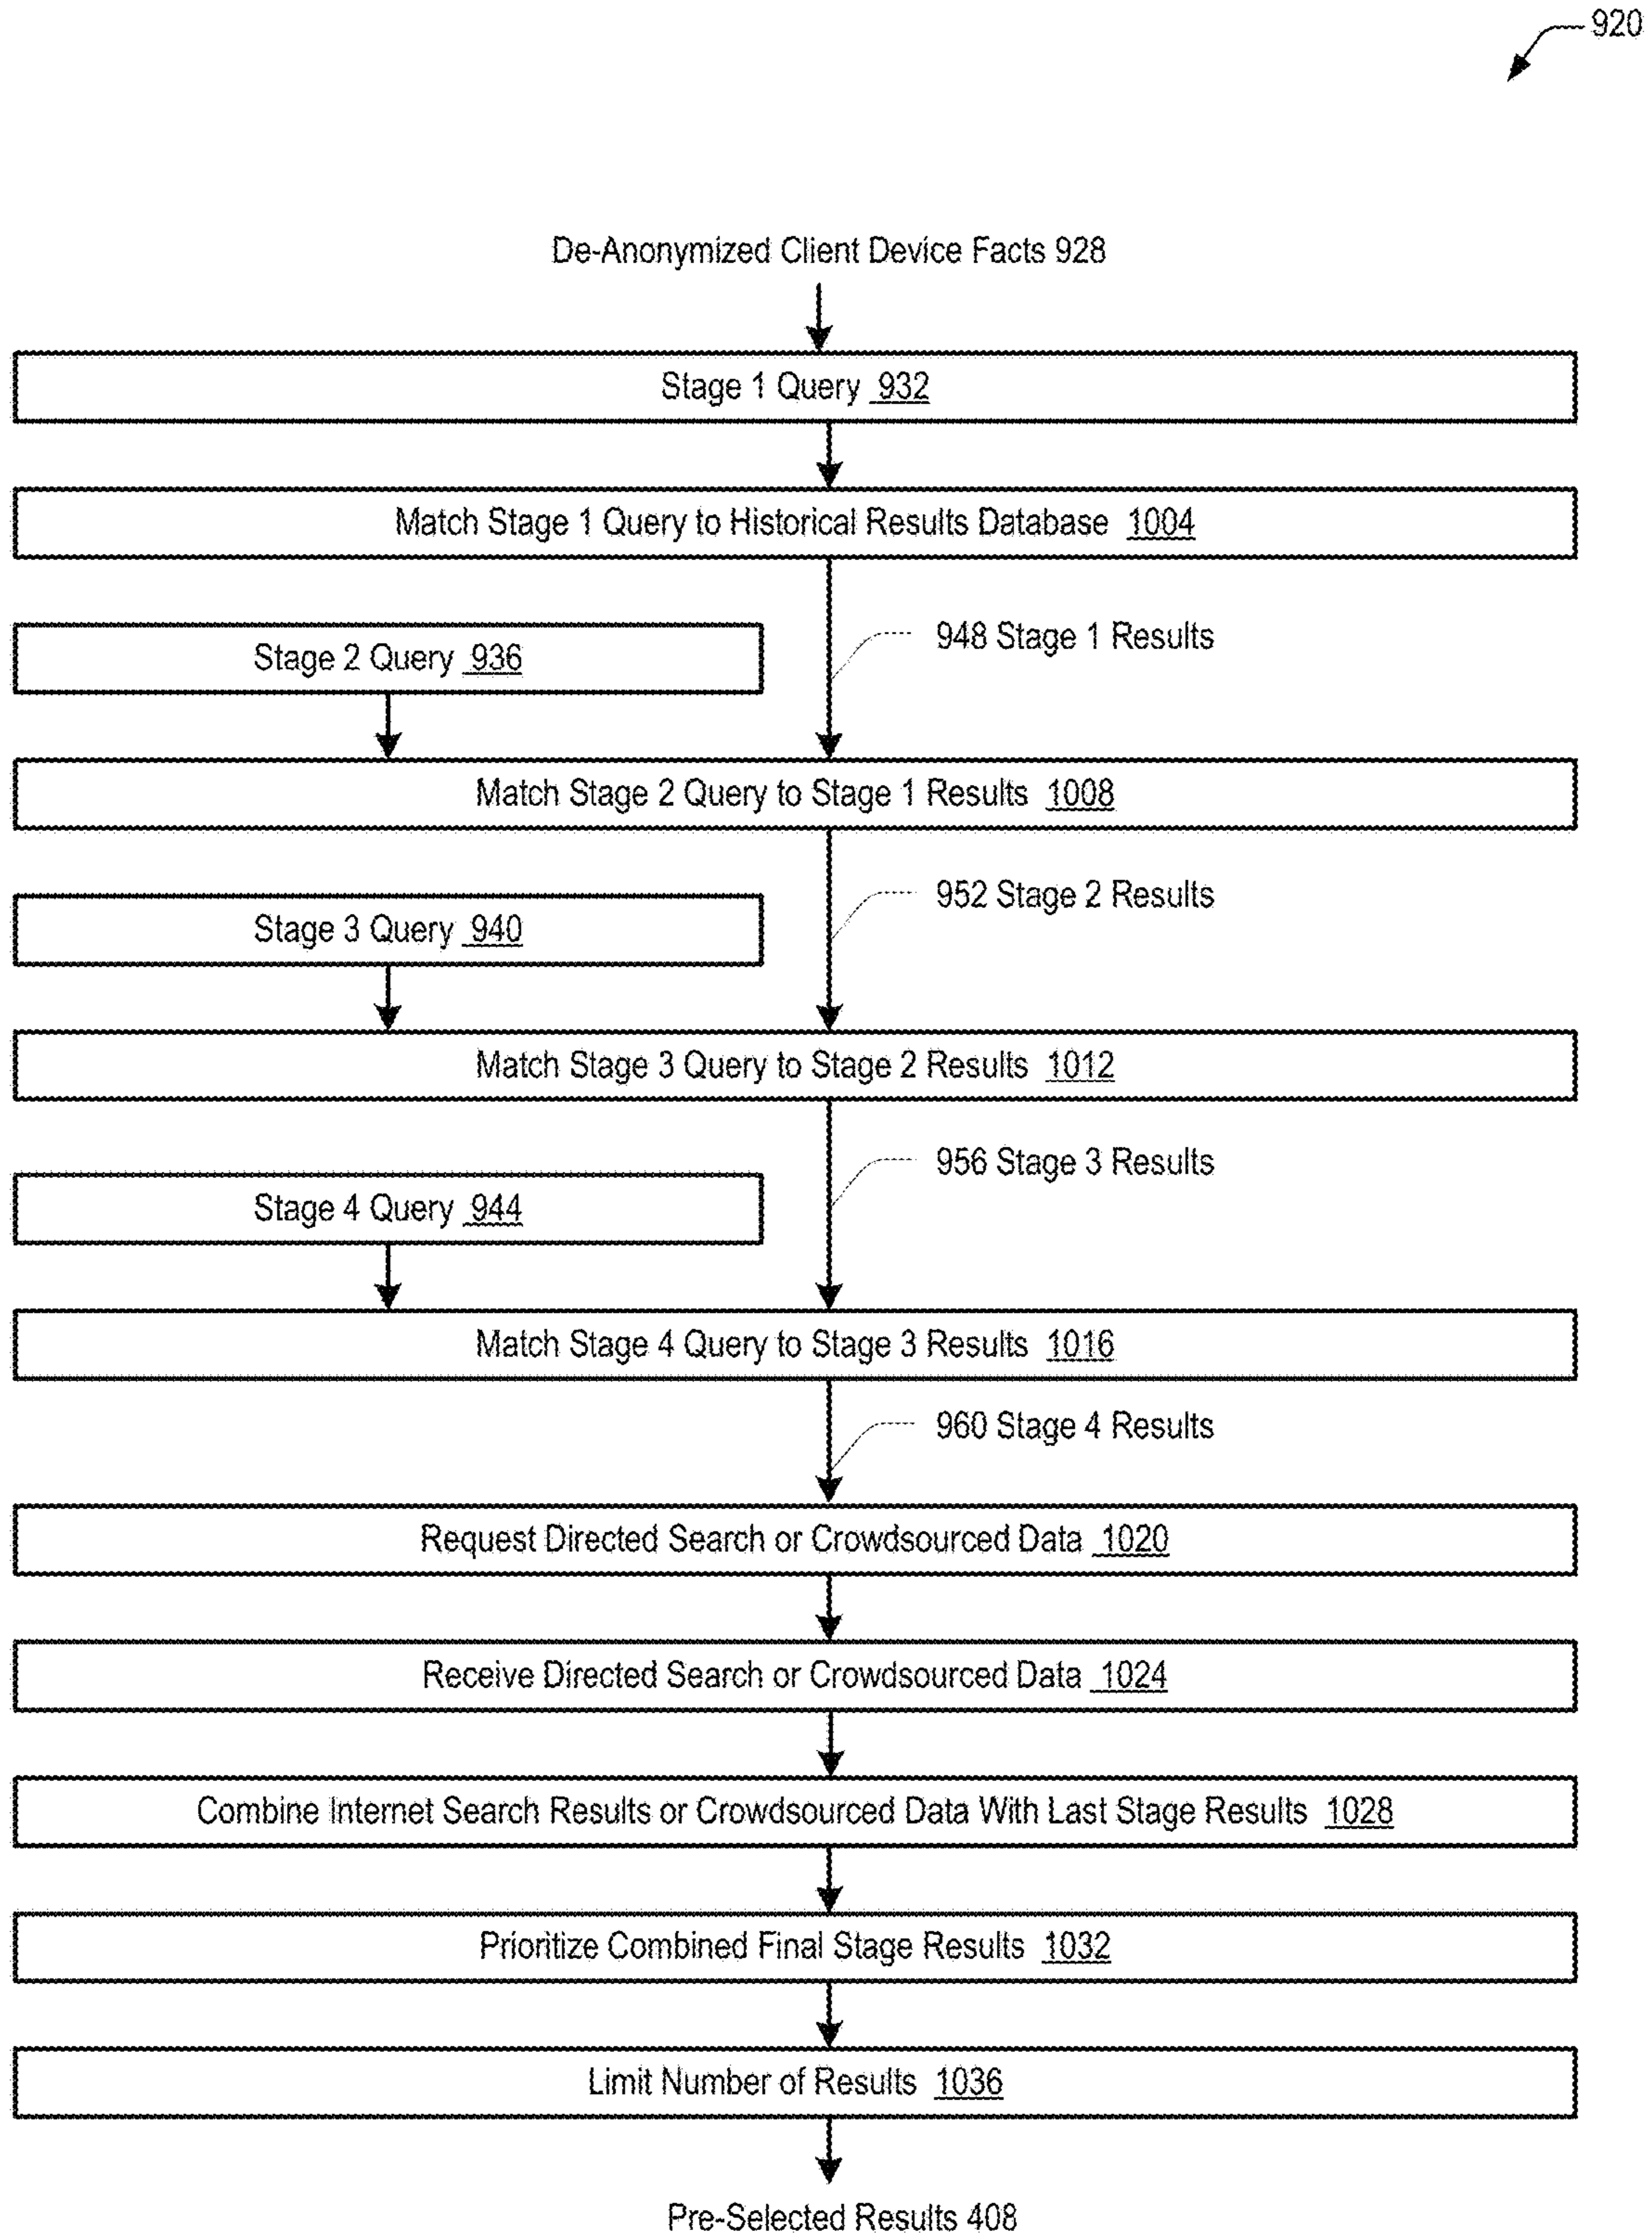 920
De-Anonymized Client Device Facts 928
Stage 1 Query 932
Match Stage 1 Query to Historical Results Database 1004
948 Stage 1 Results
Stage 2 Query 936
Match Stage 2 Query to Stage 1 Results 1008
952 Stage 2 Results
Stage 3 Query 940
Match Stage 3 Query to Stage 2 Results 1012
956 Stage 3 Results
Stage 4 Query 944
Match Stage 4 Query to Stage 3 Results 1016
960 Stage 4 Results
Request Directed Search or Crowdsourced Data 1020
Receive Directed Search or Crowdsourced Data 1024
Combine Internet Search Results or Crowdsourced Data With Last Stage Results 1028
Prioritize Combined Final Stage Results 1032
Limit Number of Results 1036
Pre-Selected Results 408